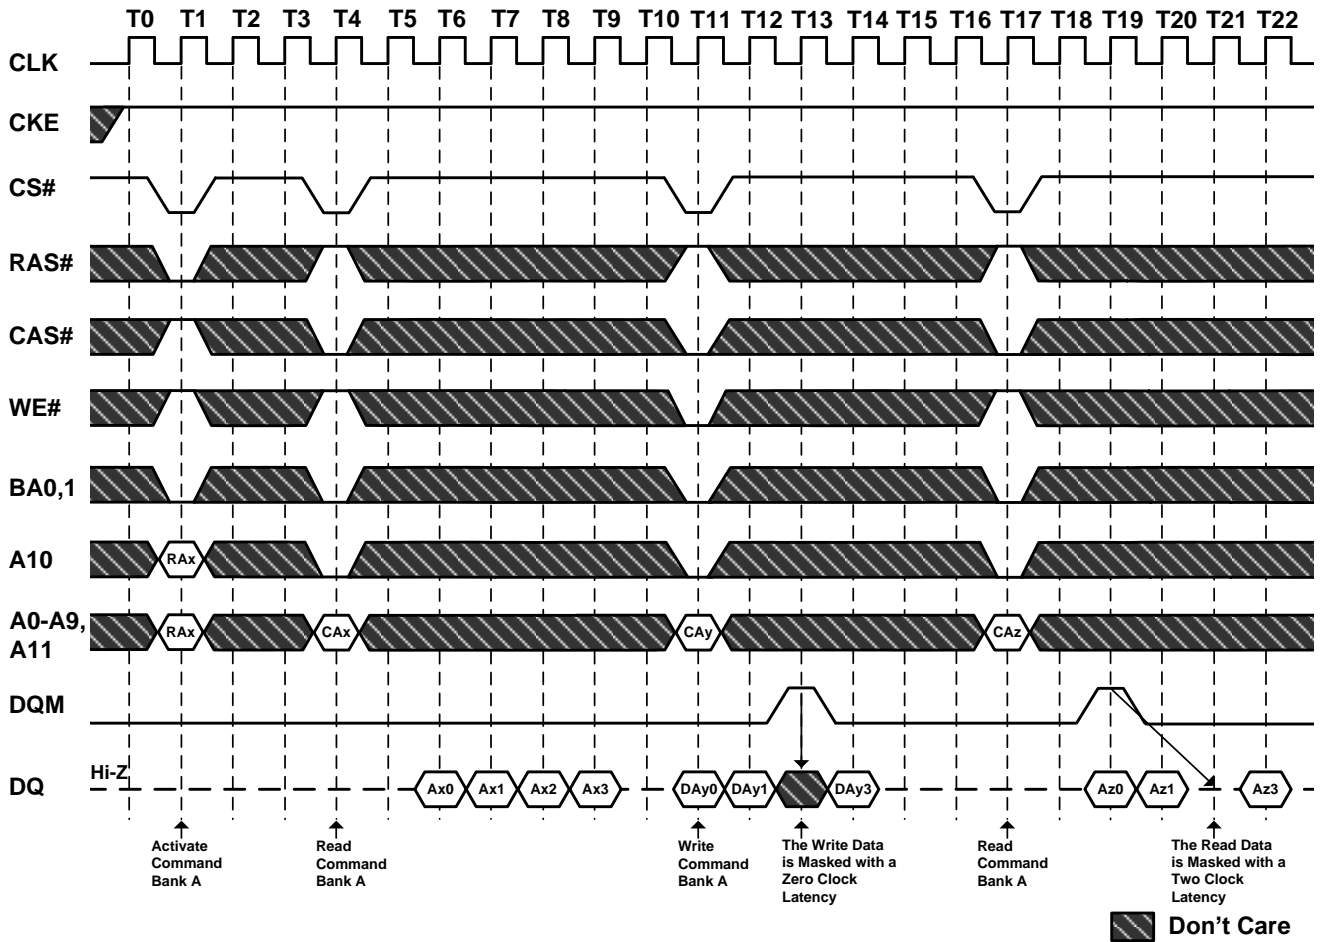 T0 T1 T2 T3 T4 T5 T6 T7 T8 T9 T10 T11 T12 T13 T14 T15 T16 T17 T18 T19 T20 T21 T22
CLK
CKE
CS#
RAS#
CAS#
WE#
BA0,1
A10 RAx
A0-A9,
A11
RAx CAx CAy CAz
DQM
DQ
Hi-Z
Ax0 Ax1 Ax2 Ax3 DAy0 DAy1 DAy3 Az0 Az1 Az3
Activate
Command
Bank A
Read
Command
Bank A
Write
Command
Bank A
The Write Data
is Masked with a
Zero Clock
Latency
Read
Command
Bank A
The Read Data
is Masked with a
Two Clock
Latency
Don't Care